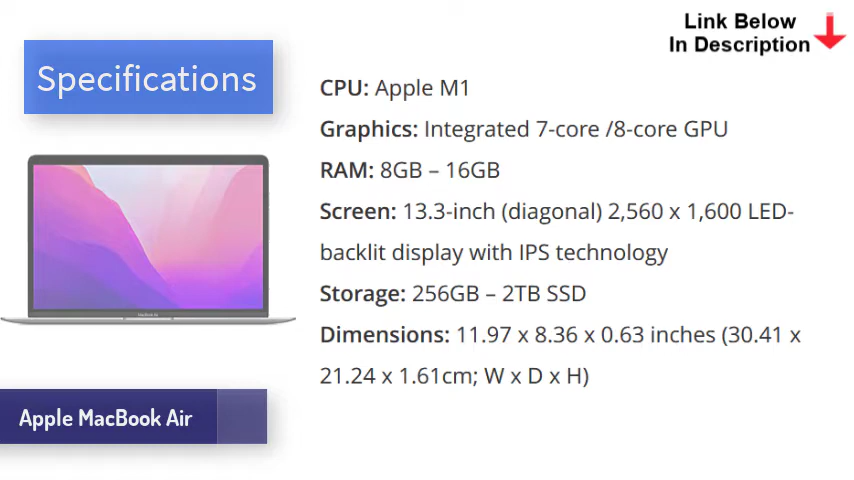 Link Below
In Description
Specifications
CPU: Apple M1
Graphics: Integrated 7-core /8-core GPU
RAM: 8GB – 16GB
Screen: 13.3-inch (diagonal) 2,560 x 1,600 LED-
backlit display with IPS technology
Storage: 256GB – 2TB SSD
Dimensions: 11.97 x 8.36 x 0.63 inches (30.41 x
21.24 x 1.61cm; W x D x H)
MacBook Air
Apple MacBook Air